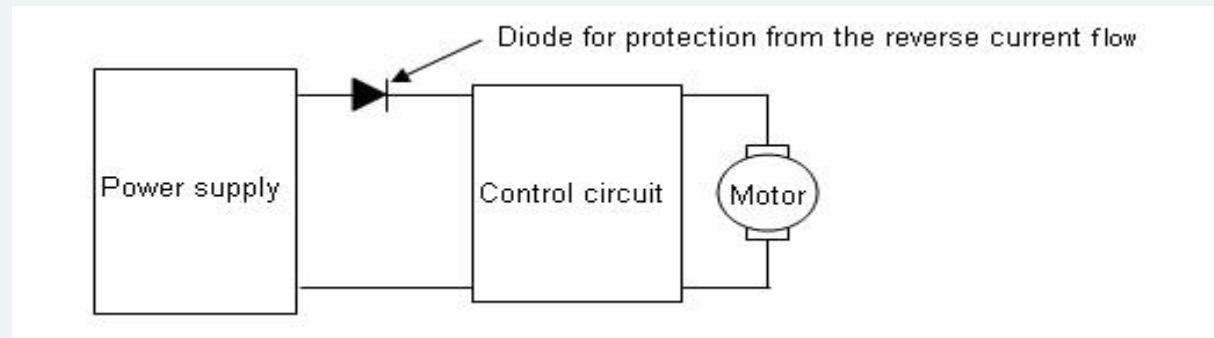 Diode for protection from the reverse current flow
Power supply
Control circuit
Motor